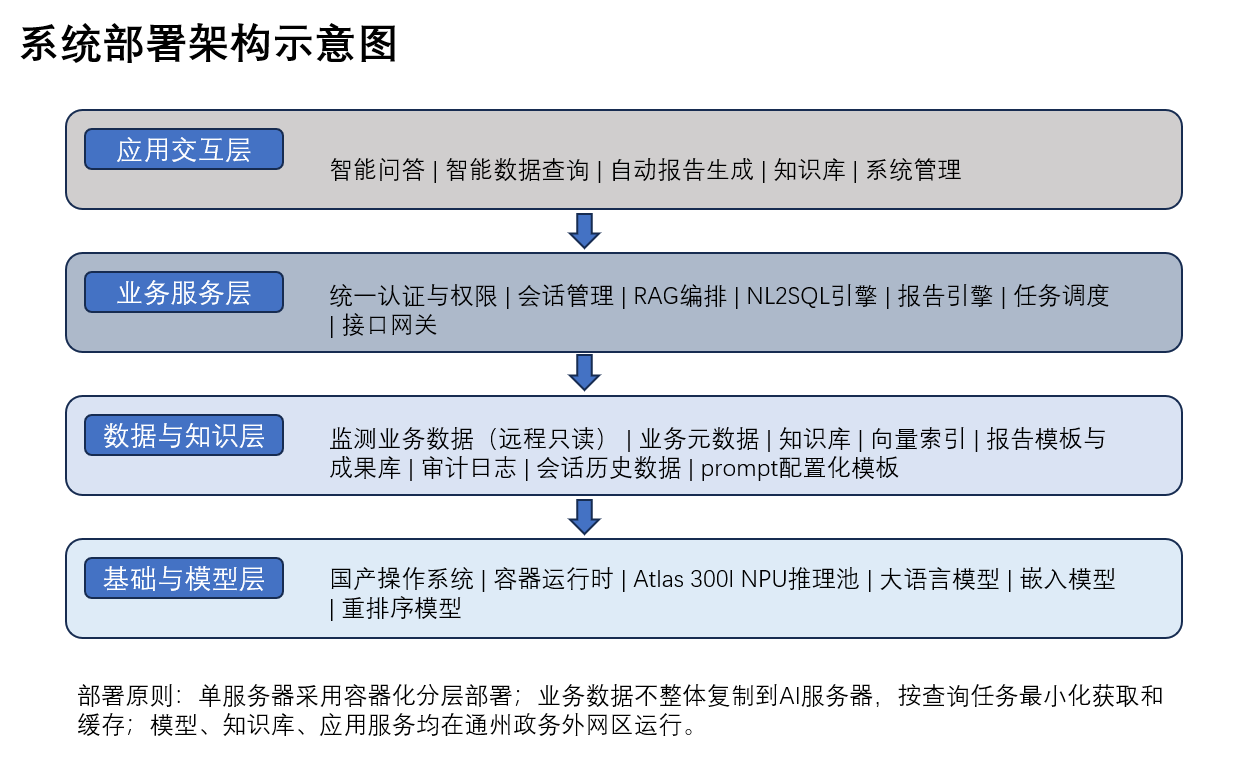 系统部署架构示意图
应用交互层
智能问答 | 智能数据查询 | 自动报告生成 | 知识库 | 系统管理
业务服务层
统一认证与权限 | 会话管理 | RAG编排 | NL2SQL引擎 | 报告引擎 | 任务调度
| 接口网关
数据与知识层
监测业务数据（远程只读） | 业务元数据 | 知识库 | 向量索引 | 报告模板与
成果库 | 审计日志 | 会话历史数据 | prompt配置化模板
基础与模型层
国产操作系统 | 容器运行时 | Atlas 300I NPU推理池 | 大语言模型 | 嵌入模型
| 重排序模型
部署原则：单服务器采用容器化分层部署；业务数据不整体复制到AI服务器，按查询任务最小化获取和
缓存；模型、知识库、应用服务均在通州政务外网区运行。